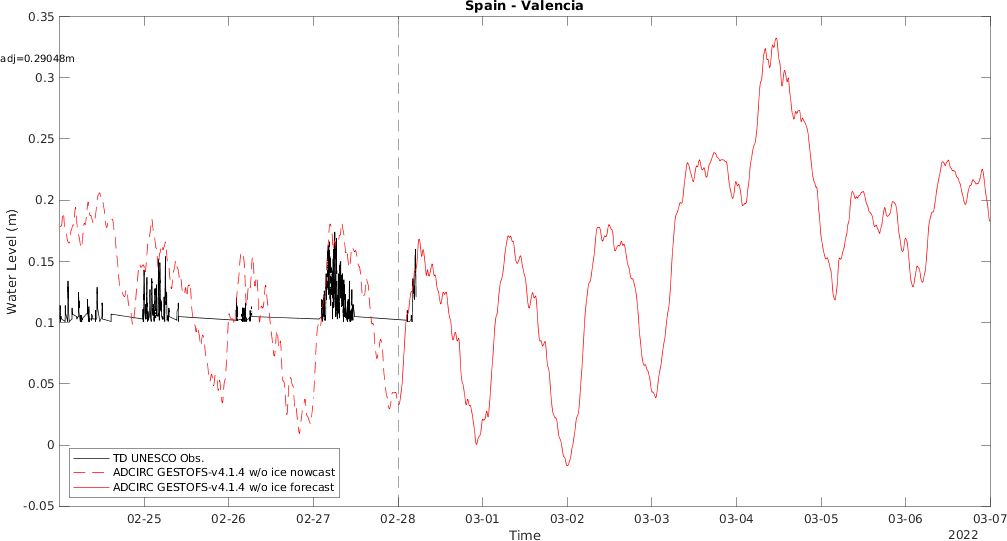 Spain - Valencia
adj=0.29048m
0.35
0.3
0.25
0.2
0.15
0.1
0.05
0
-0.05
Water Level (m)
TD UNESCO Obs.
ADCIRC GESTOFS-v4.1.4 w/o ice nowcast
ADCIRC GESTOFS-v4.1.4 w/o ice forecast
02-25 02-26 02-27 02-28 03-01 03-02 03-03 03-04 03-05 03-06 03-07
Time
2022